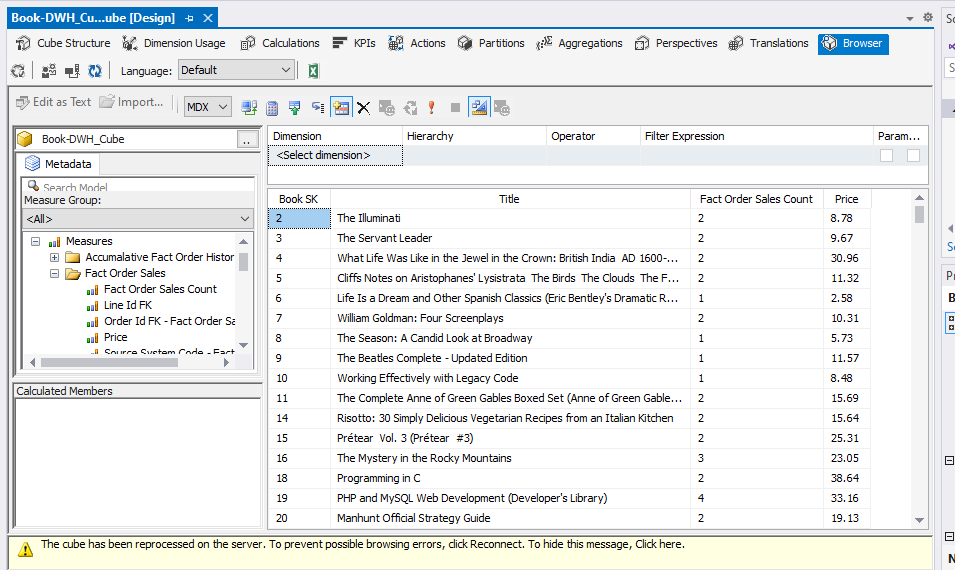 Book-DWH_Cu...ube [Design]
Cube Structure Dimension Usage Calculations KPIs Actions Partitions Aggregations Perspectives Translations Browser
Language: Default
Edit as Text Import... MDX
Book-DWH_Cube ..
Metadata
Search Model
Measure Group:
<All>
Measures
Accumalative Fact Order Histor
Fact Order Sales
Fact Order Sales Count
Line Id FK
Order Id FK - Fact Order Sa
Price
Source System Code - Fact
Calculated Members
Dimension Hierarchy Operator Filter Expression Param...
<Select dimension>
Book SK Title Fact Order Sales Count Price
2 The Illuminati 2 8.78
3 The Servant Leader 2 9.67
4 What Life Was Like in the Jewel in the Crown: British India AD 1600-... 2 30.96
5 Cliffs Notes on Aristophanes' Lysistrata The Birds The Clouds The F... 2 11.32
6 Life Is a Dream and Other Spanish Classics (Eric Bentley's Dramatic R... 1 2.58
7 William Goldman: Four Screenplays 2 10.31
8 The Season: A Candid Look at Broadway 1 5.73
9 The Beatles Complete - Updated Edition 1 11.57
10 Working Effectively with Legacy Code 1 8.48
11 The Complete Anne of Green Gables Boxed Set (Anne of Green Gable... 2 15.69
14 Risotto: 30 Simply Delicious Vegetarian Recipes from an Italian Kitchen 2 15.64
15 Prétear Vol. 3 (Prétear #3) 2 25.31
16 The Mystery in the Rocky Mountains 3 23.05
18 Programming in C 2 38.64
19 PHP and MySQL Web Development (Developer's Library) 4 33.16
20 Manhunt Official Strategy Guide 2 19.13
The cube has been reprocessed on the server. To prevent possible browsing errors, click Reconnect. To hide this message, Click here.